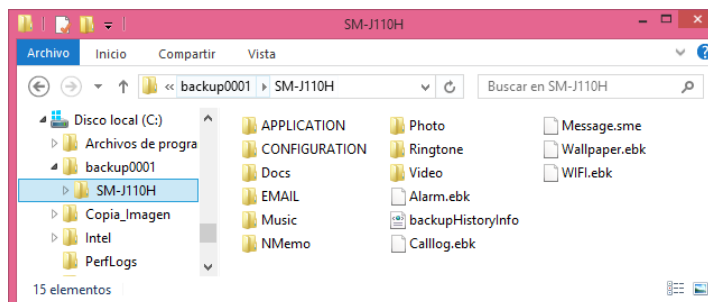 SM-J110H
Archivo Inicio Compartir Vista
« backup0001 SM-J110H Buscar en SM-J110H
Disco local (C:)
Archivos de progra
backup0001
SM-J110H
Copia_Imagen
Intel
PerfLogs
APPLICATION
CONFIGURATION
Docs
EMAIL
Music
NMemo
Photo
Ringtone
Video
Alarm.ebk
backupHistoryInfo
Calllog.ebk
Message.sme
Wallpaper.ebk
WIFI.ebk
15 elementos